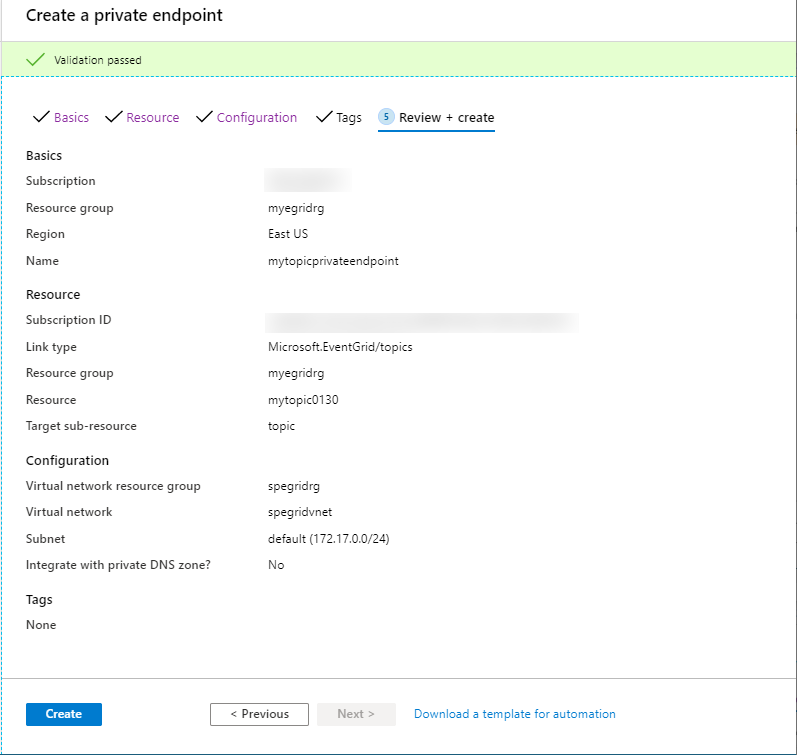 Create a private endpoint
Validation passed
Basics Resource Configuration Tags 5 Review + create
Basics
Subscription
Resource group myegridrg
Region East US
Name mytopicprivateendpoint
Resource
Subscription ID
Link type Microsoft.EventGrid/topics
Resource group myegridrg
Resource mytopic0130
Target sub-resource topic
Configuration
Virtual network resource group spegridrg
Virtual network spegridvnet
Subnet default (172.17.0.0/24)
Integrate with private DNS zone? No
Tags
None
Create < Previous Next > Download a template for automation